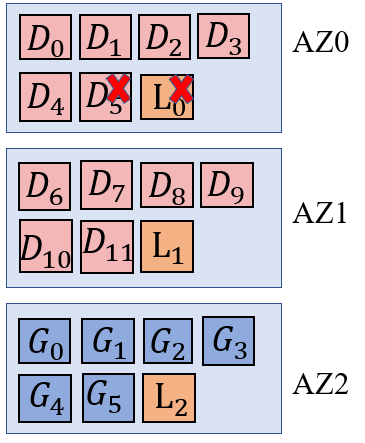 D₀ D₁ D₂ D₃ AZ0
D₄ D₅ L₀
D₆ D₇ D₈ D₉ AZ1
D₁₀ D₁₁ L₁
G₀ G₁ G₂ G₃
G₄ G₅ L₂ AZ2